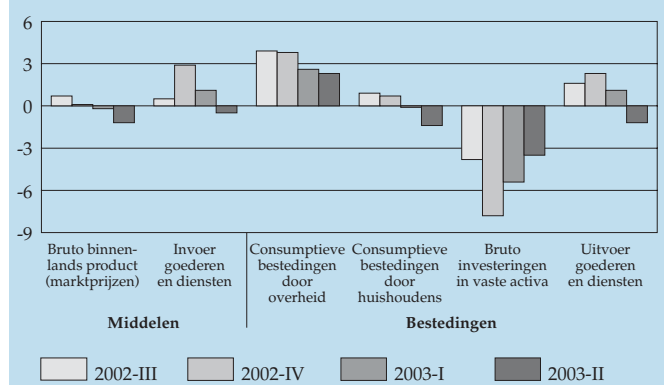 6
3
0
-3
-6
-9
Bruto binnen-
lands product
(marktprijzen)
Invoer
goederen
en diensten
Consumptieve
bestedingen
door
overheid
Consumptieve
bestedingen
door
huishoudens
Bruto
investeringen
in vaste activa
Uitvoer
goederen
en diensten
Middelen
Bestedingen
2002-III
2002-IV
2003-I
2003-II